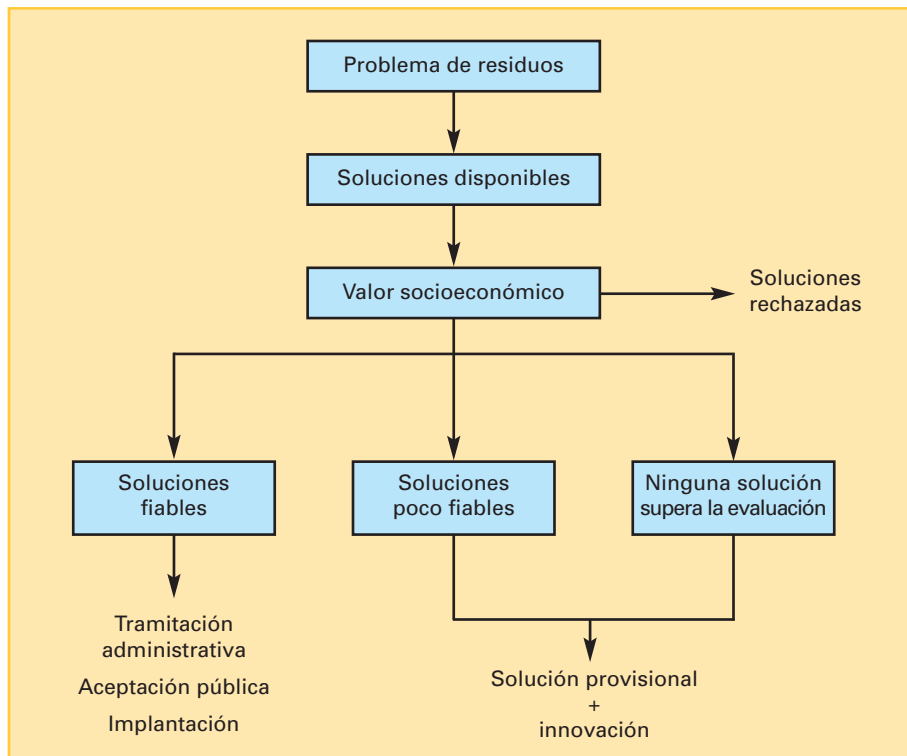 Problema de residuos
Soluciones disponibles
Valor socioeconómico
Soluciones
rechazadas
Soluciones
fiables
Soluciones
poco fiables
Ninguna solución
supera la evaluación
Tramitación
administrativa
Aceptación pública
Implantación
Solución provisional
+
innovación